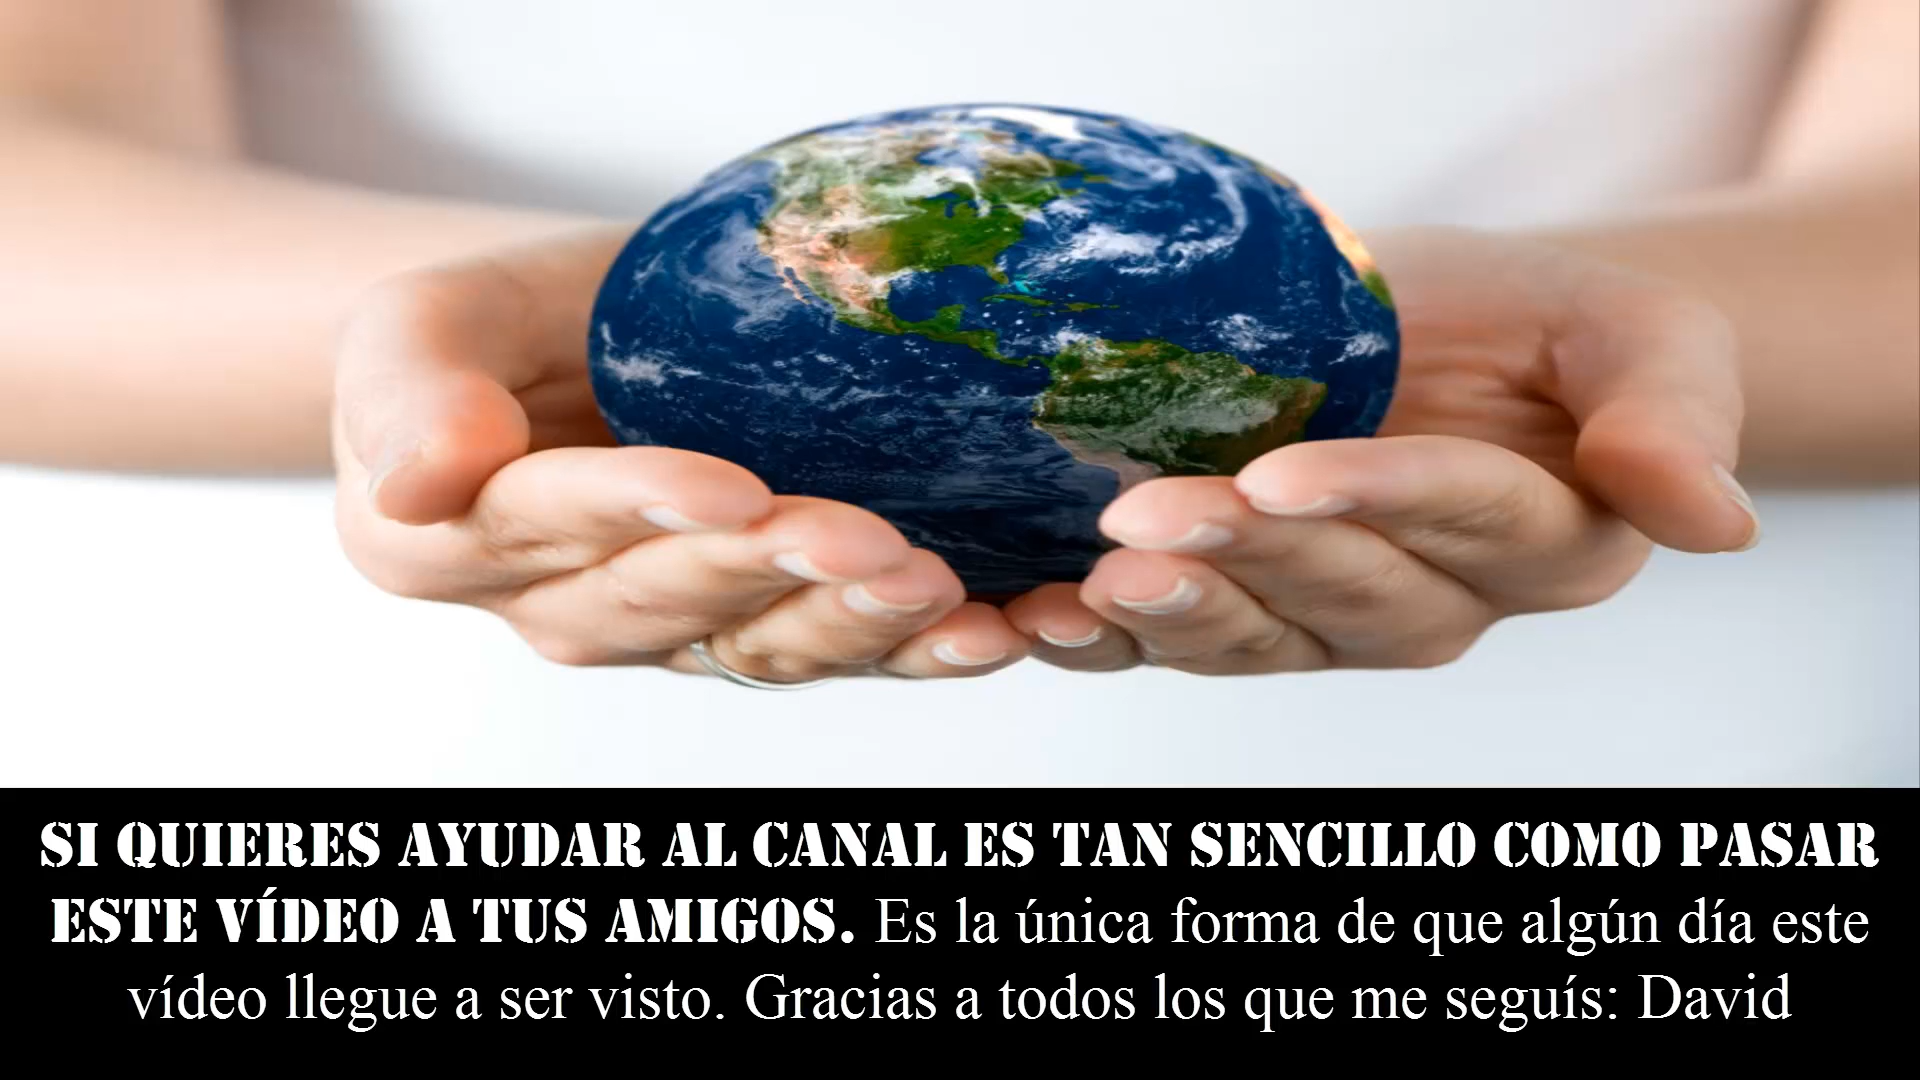 SI QUIERES AYUDAR AL CANAL ES TAN SENCILLO COMO PASAR
ESTE VÍDEO A TUS AMIGOS. Es la única forma de que algún día este
vídeo llegue a ser visto. Gracias a todos los que me seguís: David